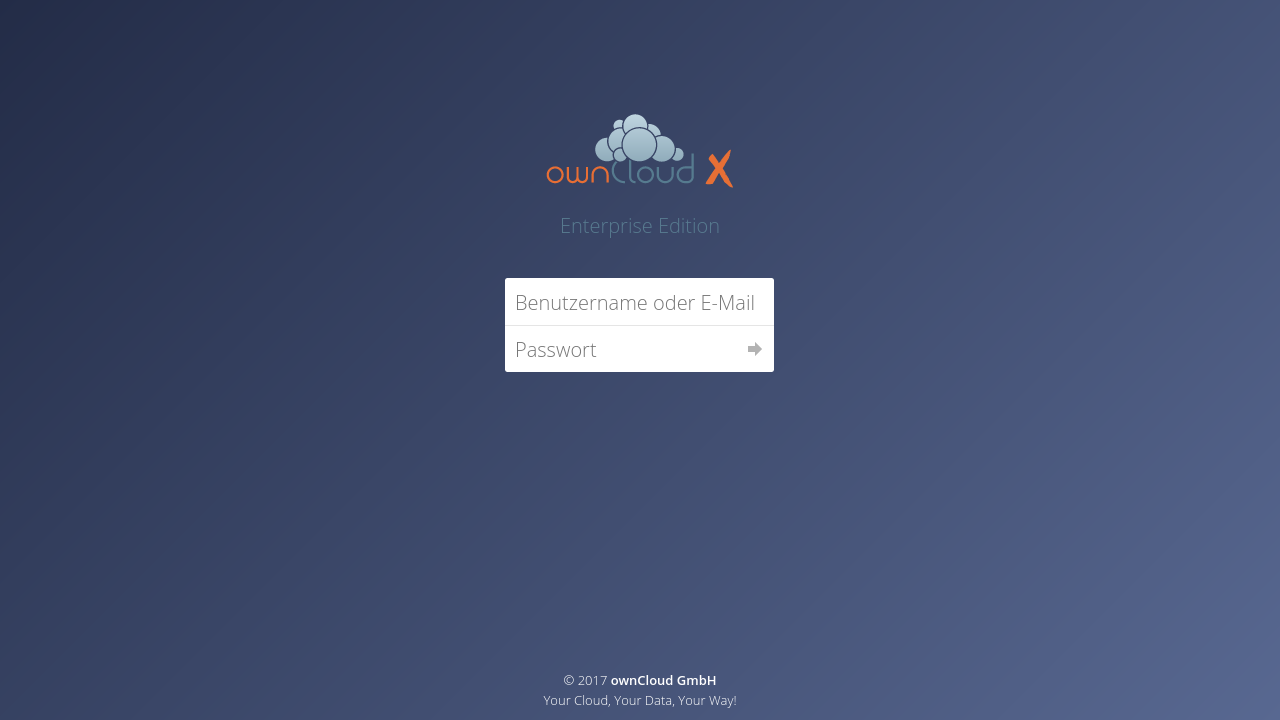 ownCloud X
Enterprise Edition
Benutzername oder E-Mail
Passwort
© 2017 ownCloud GmbH
Your Cloud, Your Data, Your Way!